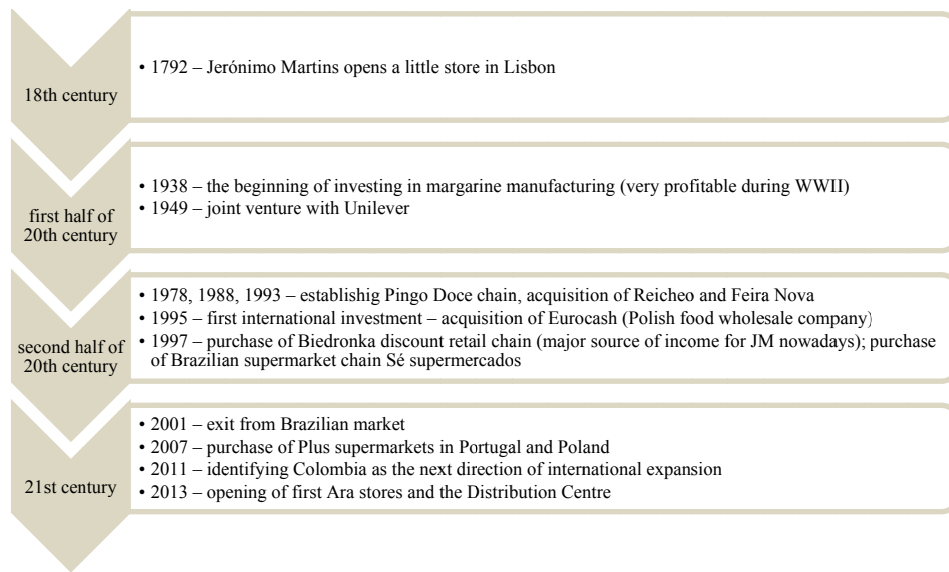 18th century
• 1792 – Jerónimo Martins opens a little store in Lisbon
first half of
20th century
• 1938 – the beginning of investing in margarine manufacturing (very profitable during WWII)
• 1949 – joint venture with Unilever
second half of
20th century
• 1978, 1988, 1993 – establishig Pingo Doce chain, acquisition of Reicheo and Feira Nova
• 1995 – first international investment – acquisition of Eurocash (Polish food wholesale company)
• 1997 – purchase of Biedronka discount retail chain (major source of income for JM nowadays); purchase
of Brazilian supermarket chain Sé supermercados
21st century
• 2001 – exit from Brazilian market
• 2007 – purchase of Plus supermarkets in Portugal and Poland
• 2011 – identifying Colombia as the next direction of international expansion
• 2013 – opening of first Ara stores and the Distribution Centre